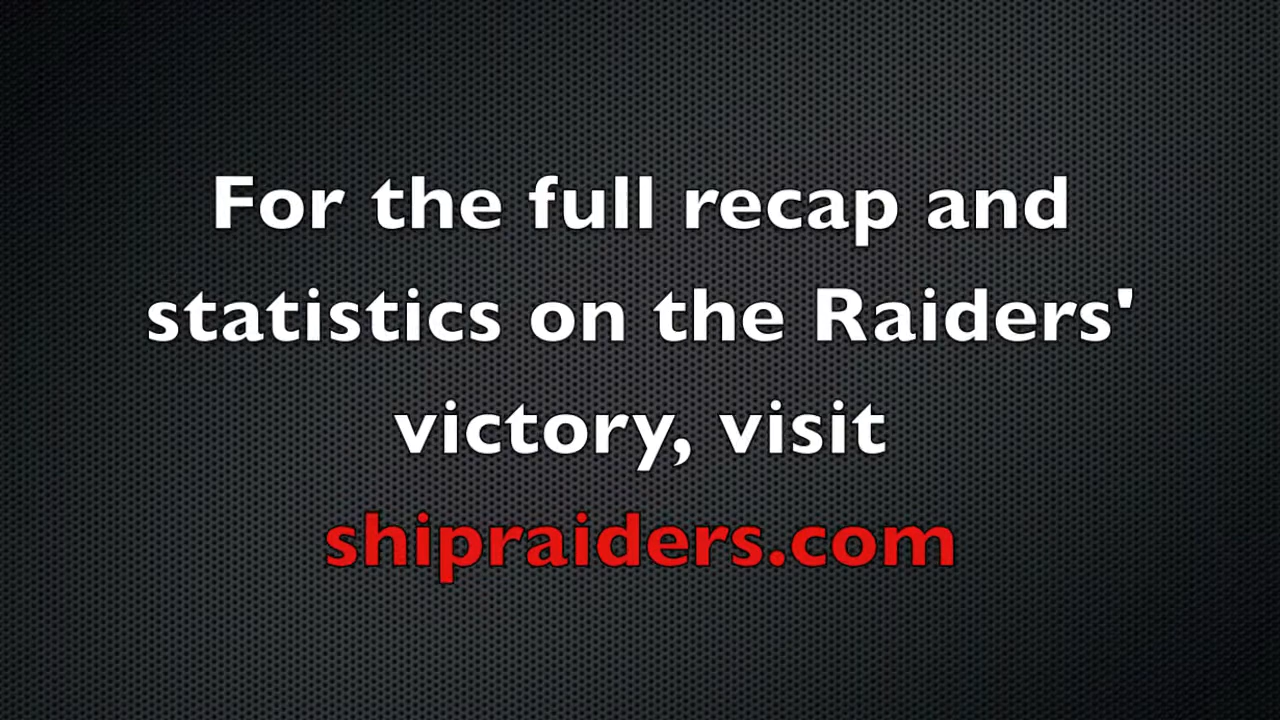 For the full recap and
statistics on the Raiders'
victory, visit
shipraiders.com